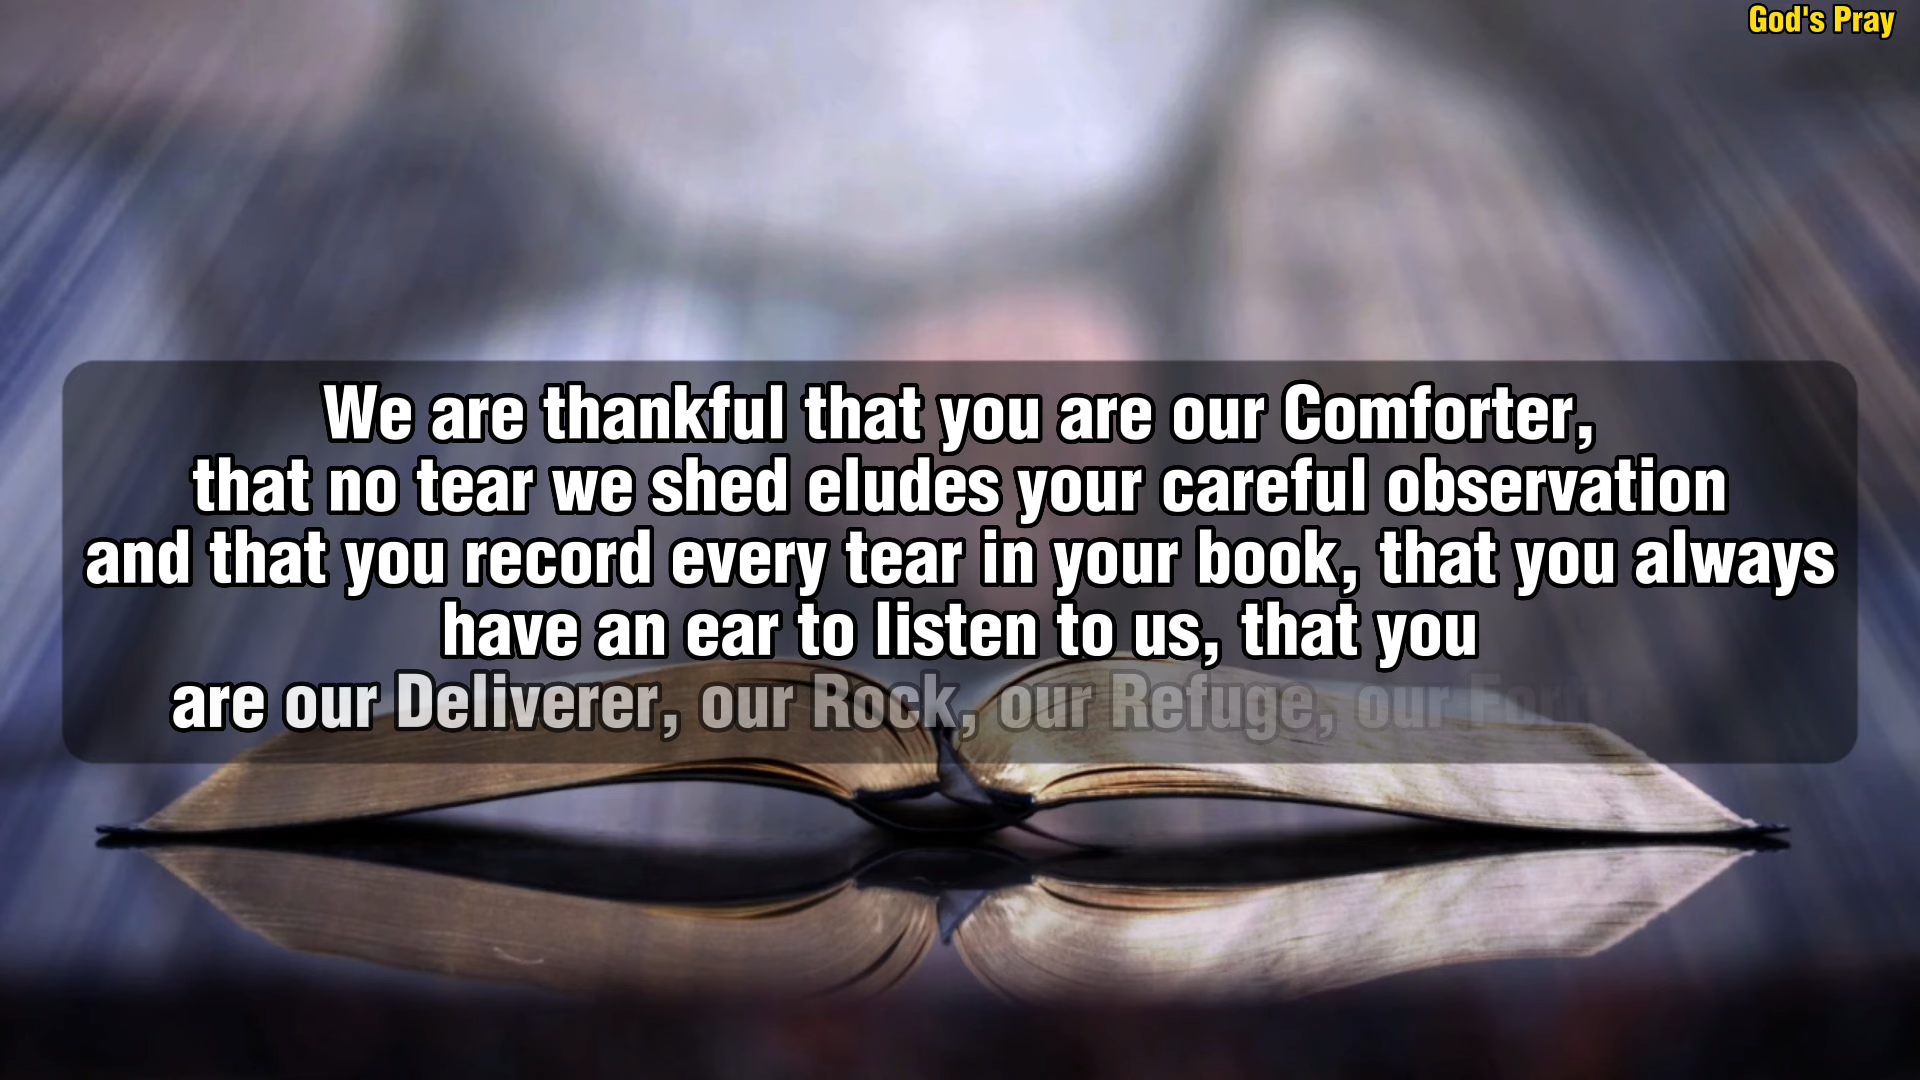 God's Pray
We are thankful that you are our Comforter,
that no tear we shed eludes your careful observation
and that you record every tear in your book, that you always
have an ear to listen to us, that you
are our Deliverer, our Rock, our Refuge, our